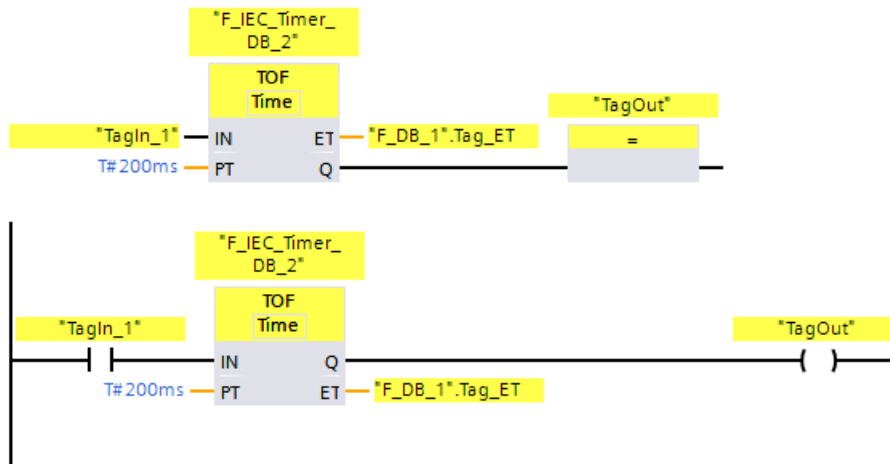 "F_IEC_Timer_
DB_2"
TOF
Time
"TagOut"
"TagIn_1" IN ET "F_DB_1".Tag_ET =
T#200ms PT Q
"F_IEC_Timer_
DB_2"
TOF
"TagIn_1" Time "TagOut"
IN Q
T#200ms PT ET "F_DB_1".Tag_ET